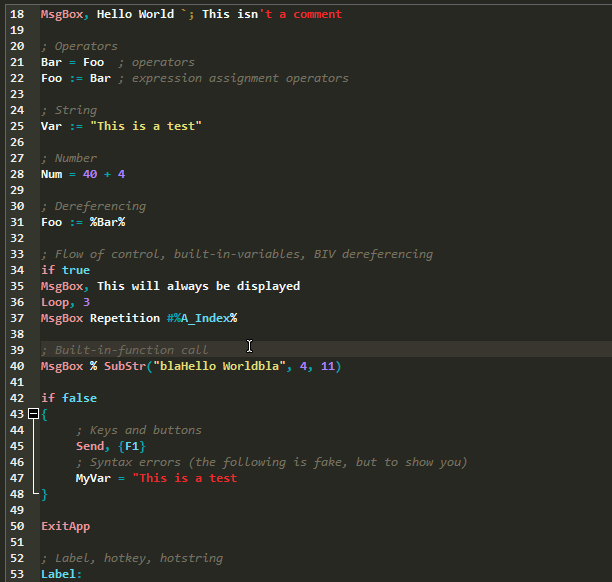 18 MsgBox, Hello World `; This isn't a comment
19
20 ; Operators
21 Bar = Foo  ; operators
22 Foo := Bar ; expression assignment operators
23
24 ; String
25 Var := "This is a test"
26
27 ; Number
28 Num = 40 + 4
29
30 ; Dereferencing
31 Foo := %Bar%
32
33 ; Flow of control, built-in-variables, BIV dereferencing
34 if true
35 MsgBox, This will always be displayed
36 Loop, 3
37 MsgBox Repetition #%A_Index%
38
39 ; Built-in-function call
40 MsgBox % SubStr("blaHello Worldbla", 4, 11)
41
42 if false
43 {
44      ; Keys and buttons
45      Send, {F1}
46      ; Syntax errors (the following is fake, but to show you)
47      MyVar = "This is a test
48 }
49
50 ExitApp
51
52 ; Label, hotkey, hotstring
53 Label: